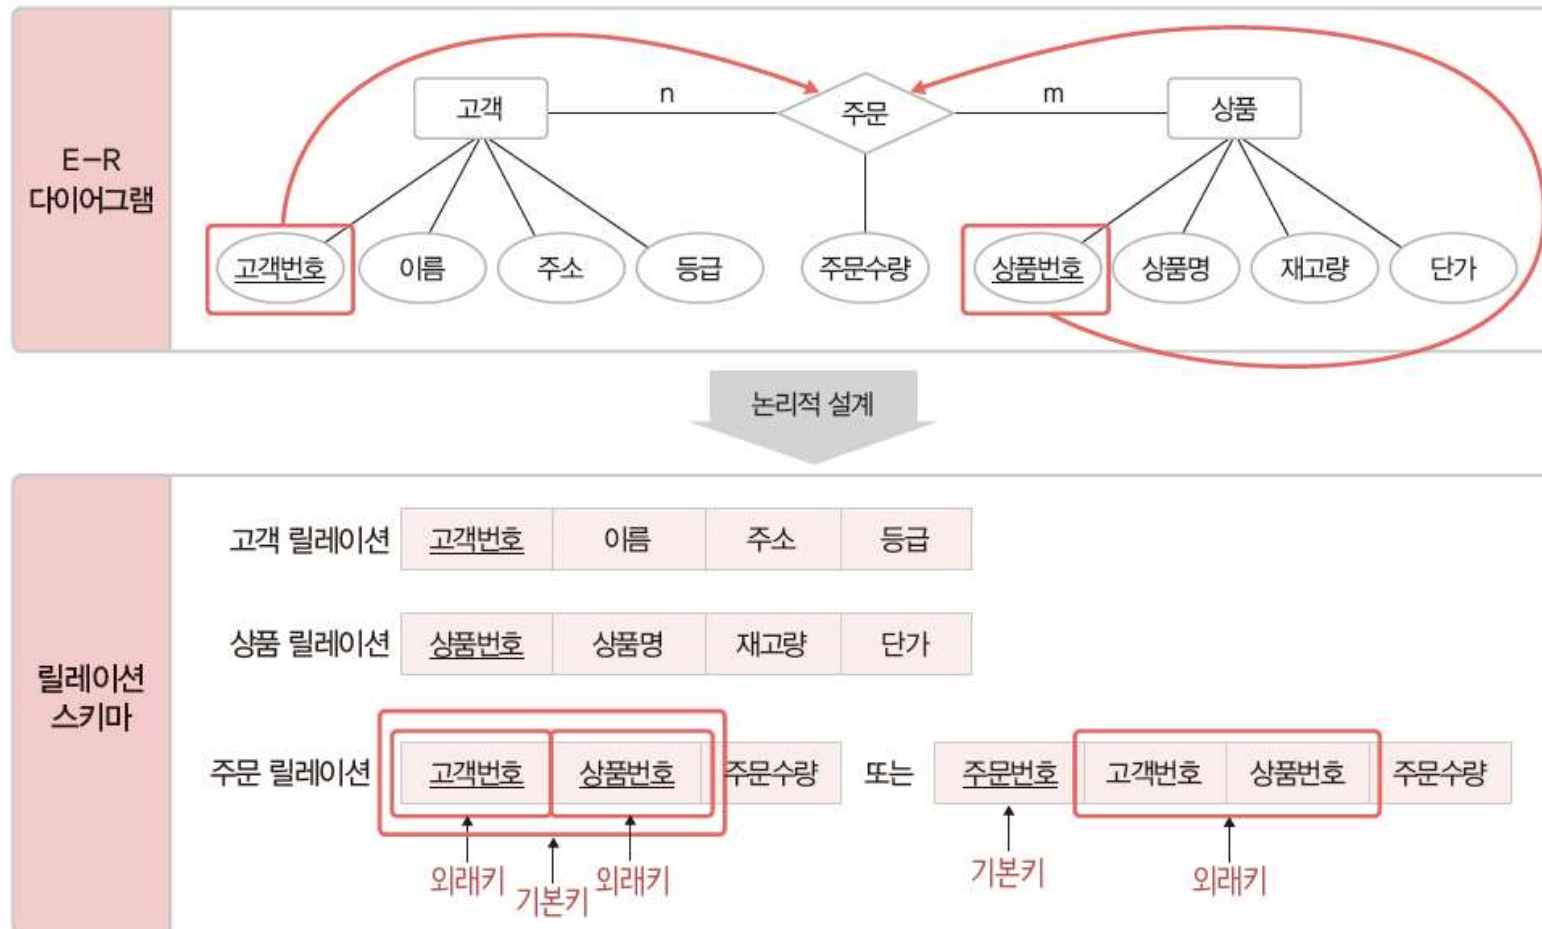 E-R
다이어그램
고객
n
주문
m
상품
고객번호
이름
주소
등급
주문수량
상품번호
상품명
재고량
단가
논리적 설계
릴레이션
스키마
고객 릴레이션 고객번호 이름 주소 등급
상품 릴레이션 상품번호 상품명 재고량 단가
주문 릴레이션 고객번호 상품번호 주문수량 또는 주문번호 고객번호 상품번호 주문수량
외래키 기본키 외래키 기본키 외래키